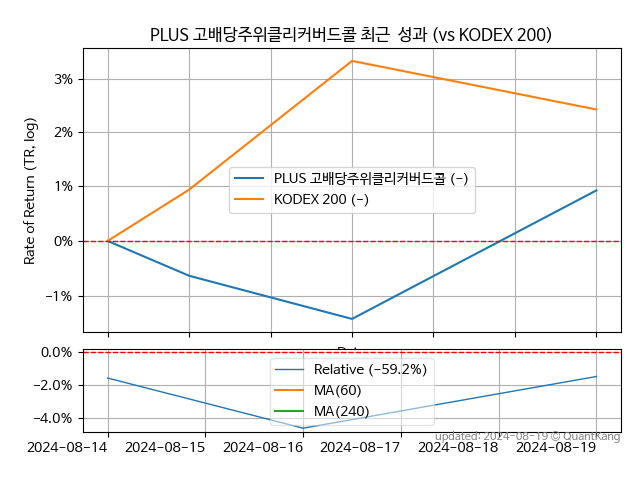 PLUS 고배당주위클리커버드콜 최근 성과 (vs KODEX 200)
Rate of Return (TR, log)
3%
2%
1%
0%
-1%
PLUS 고배당주위클리커버드콜 (-)
KODEX 200 (-)
0.0%
-2.0%
-4.0%
Relative (-59.2%)
MA(60)
MA(240)
updated: 2024-08-19 © QuantKang
2024-08-14 2024-08-15 2024-08-16 2024-08-17 2024-08-18 2024-08-19